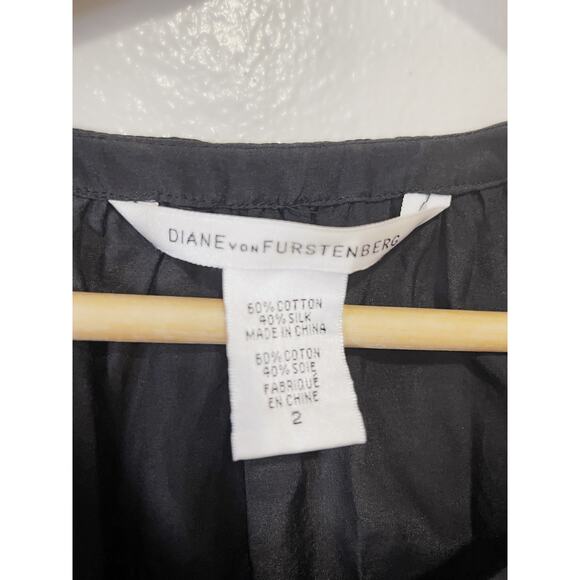 DIANE VON FURSTENBERG
60% COTTON
40% SILK
MADE IN CHINA
60% COTON
40% SOIE
FABRIQUÉ
EN CHINE
2